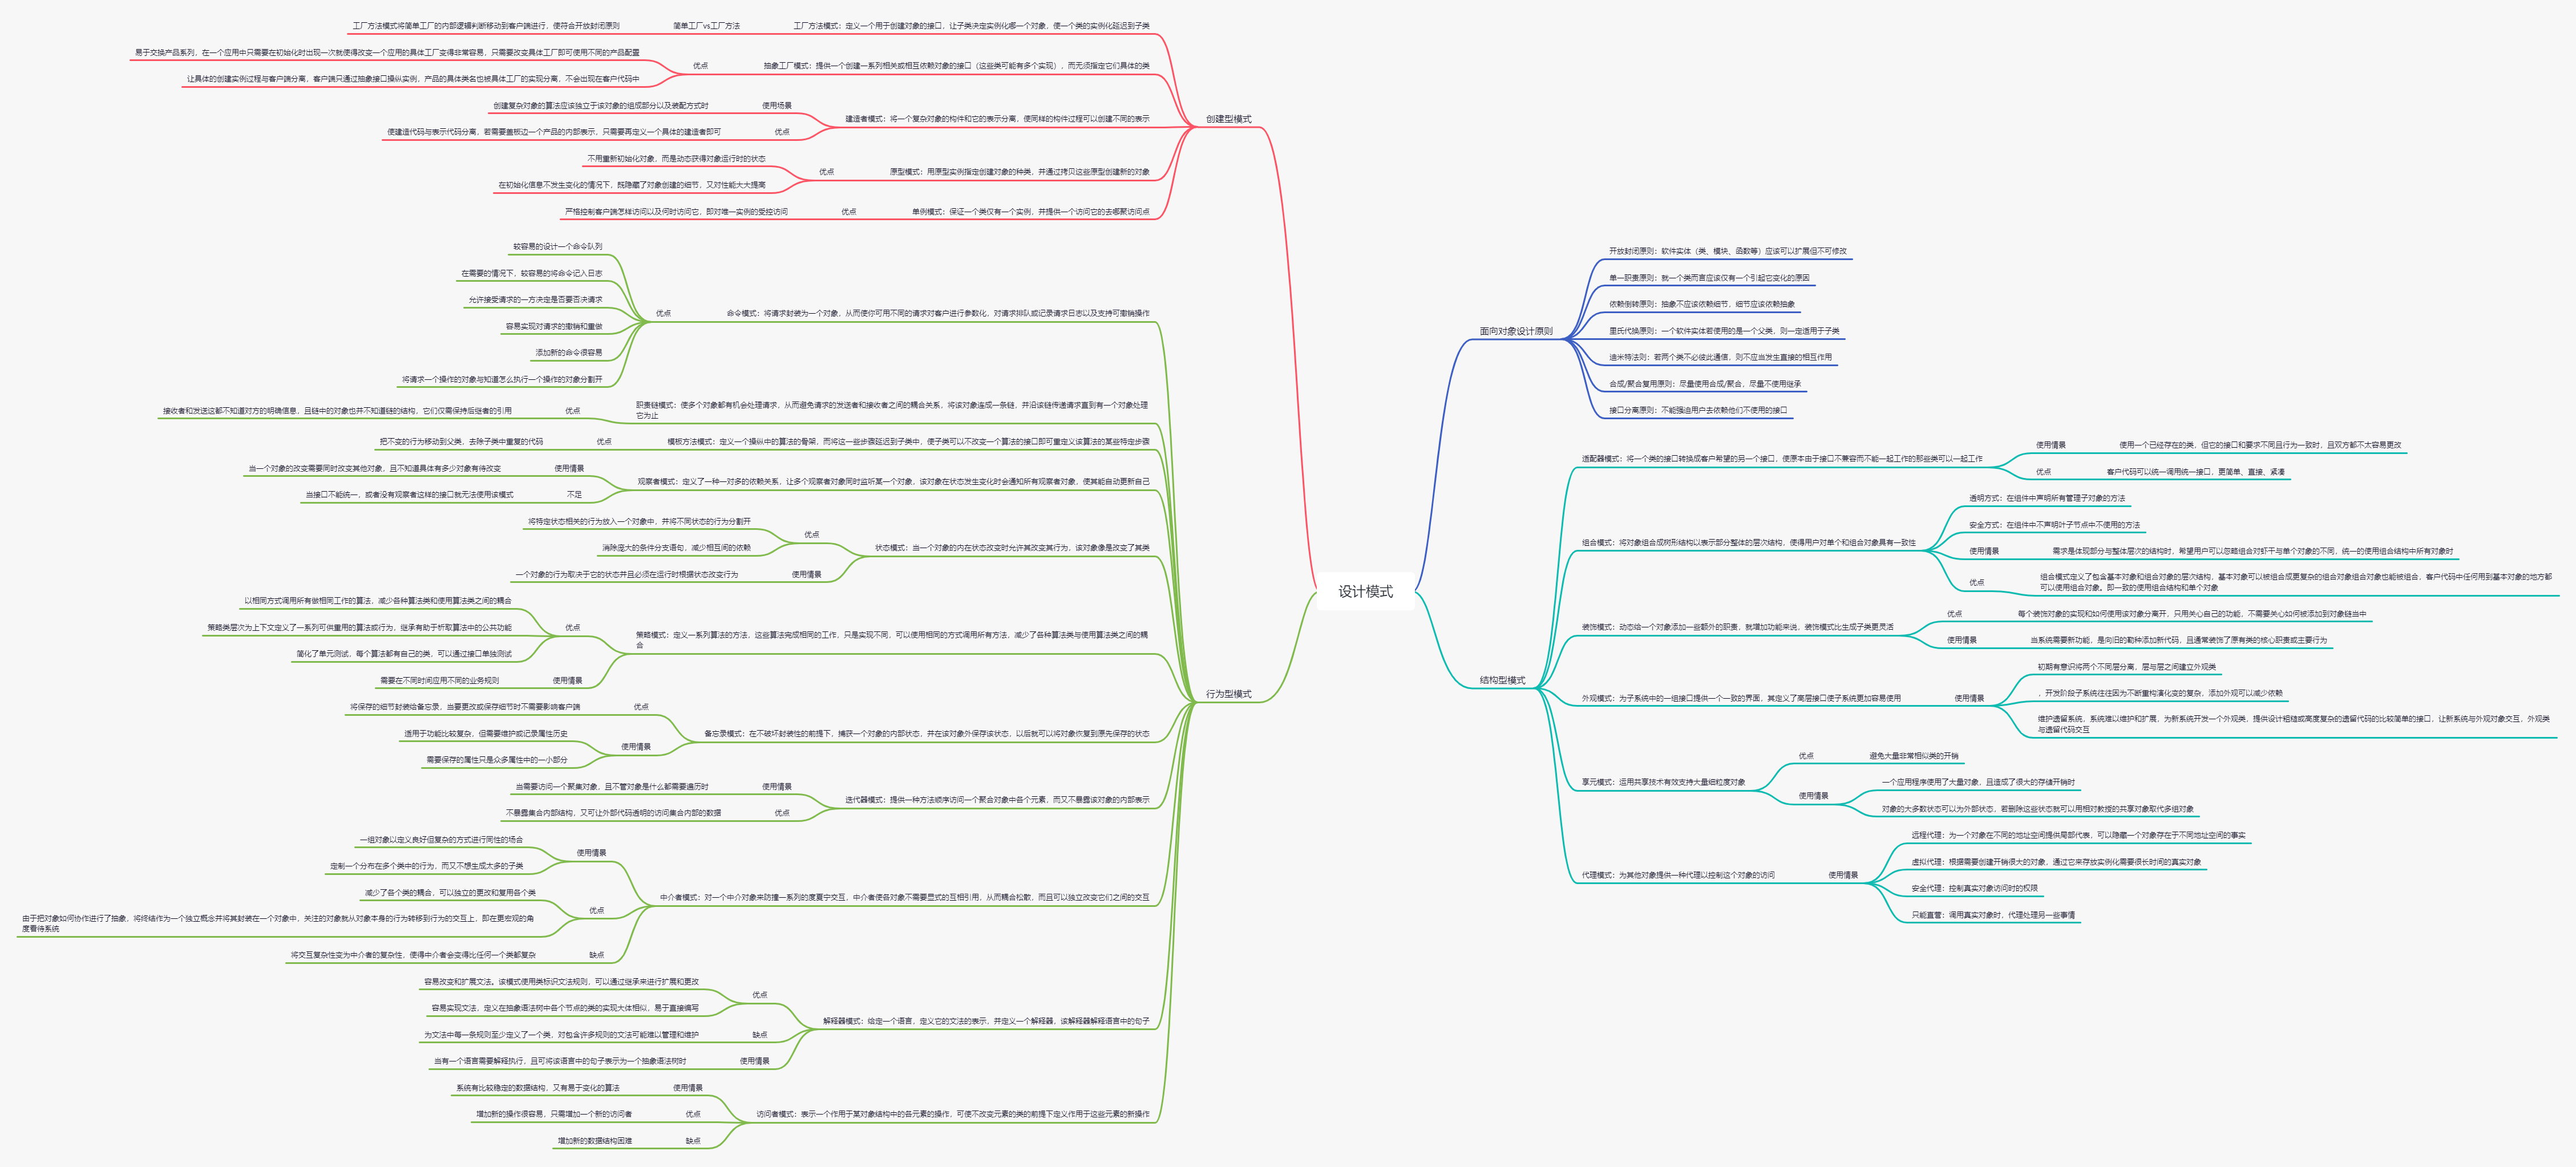 设计模式
创建型模式
工厂方法模式：定义一个用于创建对象的接口，让子类决定实例化哪一个对象，使一个类的实例化延迟到子类
简单工厂vs工厂方法
工厂方法模式将简单工厂的内部逻辑判断移动到客户端进行，使符合开放封闭原则
抽象工厂模式：提供一个创建一系列相关或相互依赖对象的接口（这些类可能有多个实现），而无须指定它们具体的类
优点
易于交换产品系列，在一个应用中只需要在初始化时出现一次就使得改变一个应用的具体工厂变得非常容易，只需要改变具体工厂即可使用不同的产品配置
让具体的创建实例过程与客户端分离，客户端只通过抽象接口操纵实例，产品的具体类名也被具体工厂的实现分离，不会出现在客户代码中
建造者模式：将一个复杂对象的构件和它的表示分离，使同样的构件过程可以创建不同的表示
使用场景
创建复杂对象的算法应该独立于该对象的组成部分以及装配方式时
优点
使建造代码与表示代码分离，若需要盖板边一个产品的内部表示，只需要再定义一个具体的建造者即可
原型模式：用原型实例指定创建对象的种类，并通过拷贝这些原型创建新的对象
优点
不用重新初始化对象，而是动态获得对象运行时的状态
在初始化信息不发生变化的情况下，既隐藏了对象创建的细节，又对性能大大提高
单例模式：保证一个类仅有一个实例，并提供一个访问它的去哪聚访问点
优点
严格控制客户端怎样访问以及何时访问它，即对唯一实例的受控访问
行为型模式
命令模式：将请求封装为一个对象，从而使你可用不同的请求对客户进行参数化，对请求排队或记录请求日志以及支持可撤销操作
优点
较容易的设计一个命令队列
在需要的情况下，较容易的将命令记入日志
允许接受请求的一方决定是否要否决请求
容易实现对请求的撤销和重做
添加新的命令很容易
将请求一个操作的对象与知道怎么执行一个操作的对象分割开
职责链模式：使多个对象都有机会处理请求，从而避免请求的发送者和接收者之间的耦合关系，将该对象连成一条链，并沿该链传递请求直到有一个对象处理
它为止
优点
接收者和发送这都不知道对方的明确信息，且链中的对象也并不知道链的结构，它们仅需保持后继者的引用
模板方法模式：定义一个操纵中的算法的骨架，而将这一些步骤延迟到子类中，使子类可以不改变一个算法的接口即可重定义该算法的某些特定步骤
优点
把不变的行为移动到父类，去除子类中重复的代码
观察者模式：定义了一种一对多的依赖关系，让多个观察者对象同时监听某一个对象，该对象在状态发生变化时会通知所有观察者对象，使其能自动更新自己
使用情景
当一个对象的改变需要同时改变其他对象，且不知道具体有多少对象有待改变
不足
当接口不能统一，或者没有观察者这样的接口就无法使用该模式
状态模式：当一个对象的内在状态改变时允许其改变其行为，该对象像是改变了其类
优点
将特定状态相关的行为放入一个对象中，并将不同状态的行为分割开
消除庞大的条件分支语句，减少相互间的依赖
使用情景
一个对象的行为取决于它的状态并且必须在运行时根据状态改变行为
策略模式：定义一系列算法的方法，这些算法完成相同的工作，只是实现不同，可以使用相同的方式调用所有方法，减少了各种算法类与使用算法类之间的耦
合
优点
以相同方式调用所有做相同工作的算法，减少各种算法类和使用算法类之间的耦合
策略类层次为上下文定义了一系列可供重用的算法或行为，继承有助于析取算法中的公共功能
简化了单元测试，每个算法都有自己的类，可以通过接口单独测试
使用情景
需要在不同时间应用不同的业务规则
备忘录模式：在不破坏封装性的前提下，捕获一个对象的内部状态，并在该对象外保存该状态，以后就可以将对象恢复到原先保存的状态
优点
将保存的细节封装给备忘录，当要更改或保存细节时不需要影响客户端
使用情景
适用于功能比较复杂，但需要维护或记录属性历史
需要保存的属性只是众多属性中的一小部分
迭代器模式：提供一种方法顺序访问一个聚合对象中各个元素，而又不暴露该对象的内部表示
使用情景
当需要访问一个聚集对象，且不管对象是什么都需要遍历时
优点
不暴露集合内部结构，又可让外部代码透明的访问集合内部的数据
中介者模式：对一个中介对象来防撞一系列的度夏宁交互，中介者使各对象不需要显式的互相引用，从而耦合松散，而且可以独立改变它们之间的交互
使用情景
一组对象以定义良好但复杂的方式进行同性的场合
定制一个分布在多个类中的行为，而又不想生成太多的子类
优点
减少了各个类的耦合，可以独立的更改和复用各个类
由于把对象如何协作进行了抽象，将终结作为一个独立概念并将其封装在一个对象中，关注的对象就从对象本身的行为转移到行为的交互上，即在更宏观的角
度看待系统
缺点
将交互复杂性变为中介者的复杂性，使得中介者会变得比任何一个类都复杂
解释器模式：给定一个语言，定义它的文法的表示，并定义一个解释器，该解释器解释语言中的句子
优点
容易改变和扩展文法。该模式使用类标识文法规则，可以通过继承来进行扩展和更改
容易实现文法，定义在抽象语法树中各个节点的类的实现大体相似，易于直接编写
缺点
为文法中每一条规则至少定义了一个类，对包含许多规则的文法可能难以管理和维护
使用情景
当有一个语言需要解释执行，且可将该语言中的句子表示为一个抽象语法树时
访问者模式：表示一个作用于某对象结构中的各元素的操作，可使不改变元素的类的前提下定义作用于这些元素的新操作
使用情景
系统有比较稳定的数据结构，又有易于变化的算法
优点
增加新的操作很容易，只需增加一个新的访问者
缺点
增加新的数据结构困难
面向对象设计原则
开放封闭原则：软件实体（类、模块、函数等）应该可以扩展但不可修改
单一职责原则：就一个类而言应该仅有一个引起它变化的原因
依赖倒转原则：抽象不应该依赖细节，细节应该依赖抽象
里氏代换原则：一个软件实体若使用的是一个父类，则一定适用于子类
迪米特法则：若两个类不必彼此通信，则不应当发生直接的相互作用
合成/聚合复用原则：尽量使用合成/聚合，尽量不使用继承
接口分离原则：不能强迫用户去依赖他们不使用的接口
结构型模式
适配器模式：将一个类的接口转换成客户希望的另一个接口，使原本由于接口不兼容而不能一起工作的那些类可以一起工作
使用情景
使用一个已经存在的类，但它的接口和要求不同且行为一致时，且双方都不太容易更改
优点
客户代码可以统一调用统一接口，更简单、直接、紧凑
组合模式：将对象组合成树形结构以表示部分整体的层次结构，使得用户对单个和组合对象具有一致性
透明方式：在组件中声明所有管理子对象的方法
安全方式：在组件中不声明叶子节点中不使用的方法
使用情景
需求是体现部分与整体层次的结构时，希望用户可以忽略组合对虾干与单个对象的不同，统一的使用组合结构中所有对象时
优点
组合模式定义了包含基本对象和组合对象的层次结构，基本对象可以被组合成更复杂的组合对象组合对象也能被组合，客户代码中任何用到基本对象的地方都
可以使用组合对象。即一致的使用组合结构和单个对象
装饰模式：动态给一个对象添加一些额外的职责，就增加功能来说，装饰模式比生成子类更灵活
优点
每个装饰对象的实现和如何使用该对象分离开，只用关心自己的功能，不需要关心如何被添加到对象链当中
使用情景
当系统需要新功能，是向旧的勒种添加新代码，且通常装饰了原有类的核心职责或主要行为
外观模式：为子系统中的一组接口提供一个一致的界面，其定义了高层接口使子系统更加容易使用
使用情景
初期有意识将两个不同层分离，层与层之间建立外观类
，开发阶段子系统往往因为不断重构演化变的复杂，添加外观可以减少依赖
维护遗留系统，系统难以维护和扩展，为新系统开发一个外观类，提供设计粗糙或高度复杂的遗留代码的比较简单的接口，让新系统与外观对象交互，外观类
与遗留代码交互
享元模式：运用共享技术有效支持大量细粒度对象
优点
避免大量非常相似类的开销
使用情景
一个应用程序使用了大量对象，且造成了很大的存储开销时
对象的大多数状态可以为外部状态，若删除这些状态就可以用相对教授的共享对象取代多组对象
代理模式：为其他对象提供一种代理以控制这个对象的访问
使用情景
远程代理：为一个对象在不同的地址空间提供局部代表，可以隐藏一个对象存在于不同地址空间的事实
虚拟代理：根据需要创建开销很大的对象，通过它来存放实例化需要很长时间的真实对象
安全代理：控制真实对象访问时的权限
只能直营：调用真实对象时，代理处理另一些事情